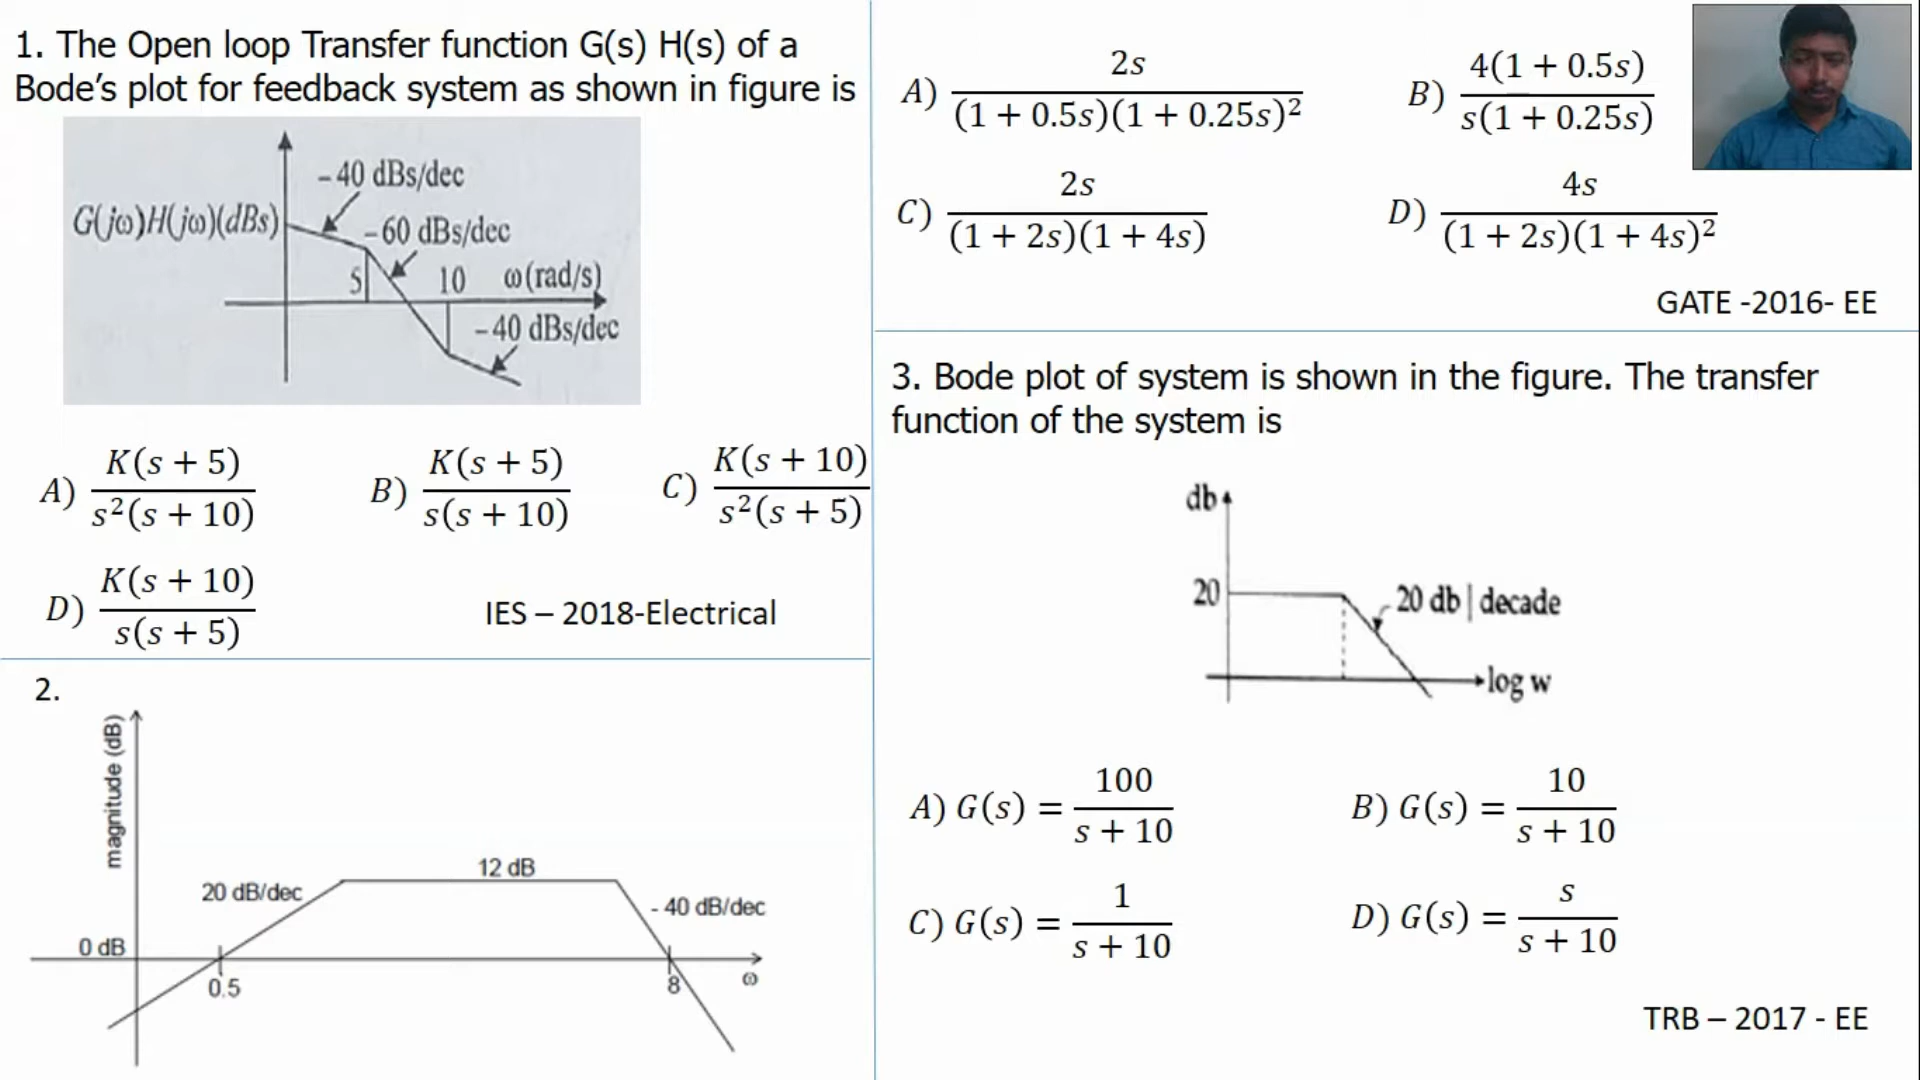 1. The Open loop Transfer function G(s) H(s) of a
Bode’s plot for feedback system as shown in figure is
- 40 dBs/dec
G(jω)H(jω)(dBs)
-60 dBs/dec
5
10
ω(rad/s)
- 40 dBs/dec
A) K(s + 5) / s²(s + 10)
B) K(s + 5) / s(s + 10)
C) K(s + 10) / s²(s + 5)
D) K(s + 10) / s(s + 5)
IES – 2018-Electrical
2.
magnitude (dB)
12 dB
20 dB/dec
- 40 dB/dec
0 dB
0.5
8
ω
A) 2s / (1 + 0.5s)(1 + 0.25s)²
B) 4(1 + 0.5s) / s(1 + 0.25s)
C) 2s / (1 + 2s)(1 + 4s)
D) 4s / (1 + 2s)(1 + 4s)²
GATE -2016- EE
3. Bode plot of system is shown in the figure. The transfer
function of the system is
db
20
20 db | decade
log w
A) G(s) = 100 / s + 10
B) G(s) = 10 / s + 10
C) G(s) = 1 / s + 10
D) G(s) = s / s + 10
TRB – 2017 - EE